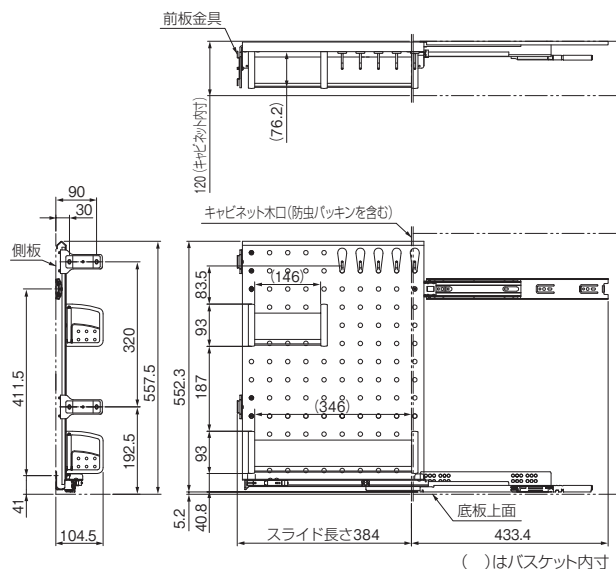 前板金具
120(キャビネット内寸)
(76.2)
90
30
側板
キャビネット木口(防虫パッキンを含む)
83.5
(146)
93
320
557.5
552.3
411.5
187
(346)
192.5
93
41
5.2
40.8
底板上面
104.5
スライド長さ384
433.4
( )はバスケット内寸